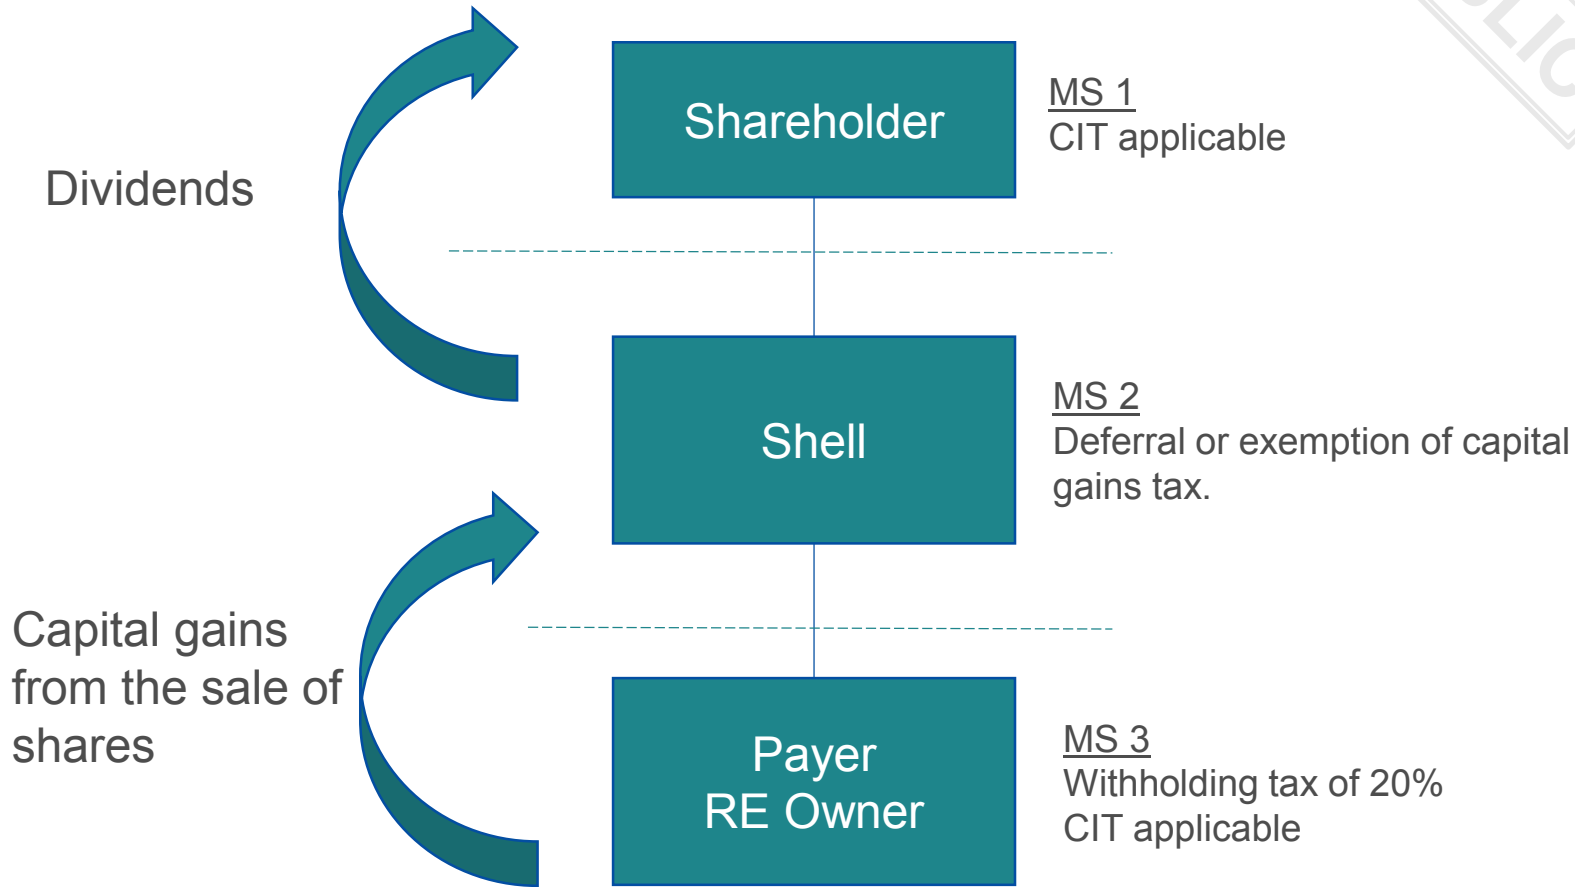 Shareholder
MS 1
CIT applicable
Dividends
Shell
MS 2
Deferral or exemption of capital
gains tax.
Capital gains
from the sale of
shares
Payer
RE Owner
MS 3
Withholding tax of 20%
CIT applicable